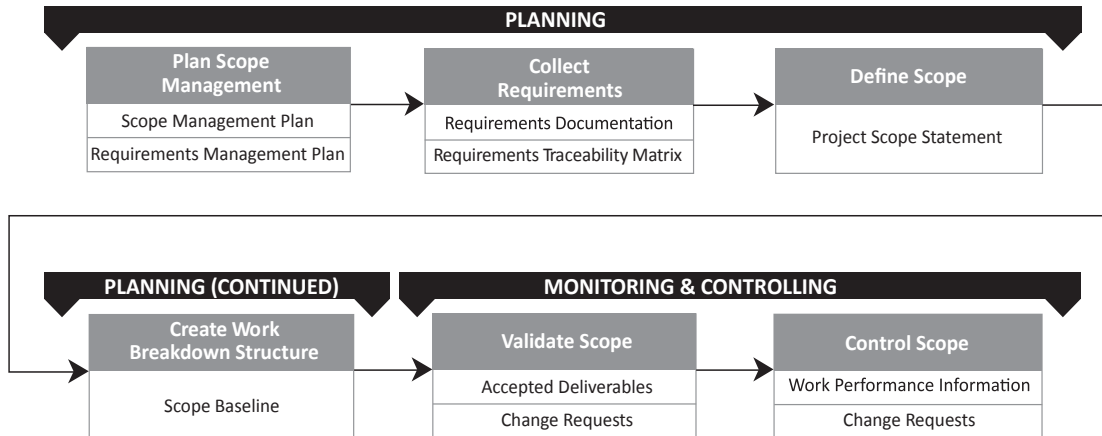 PLANNING
Plan Scope
Management
Scope Management Plan
Requirements Management Plan
Collect
Requirements
Requirements Documentation
Requirements Traceability Matrix
Define Scope
Project Scope Statement
PLANNING (CONTINUED)
MONITORING & CONTROLLING
Create Work
Breakdown Structure
Scope Baseline
Validate Scope
Accepted Deliverables
Change Requests
Control Scope
Work Performance Information
Change Requests